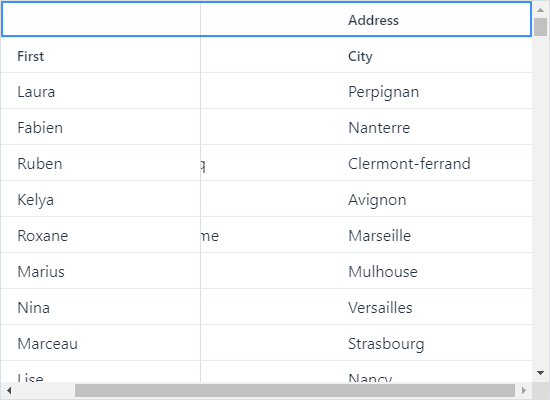 Address
First City
Laura Perpignan
Fabien Nanterre
Ruben q Clermont-ferrand
Kelya Avignon
Roxane me Marseille
Marius Mulhouse
Nina Versailles
Marceau Strasbourg
Lise Nancy